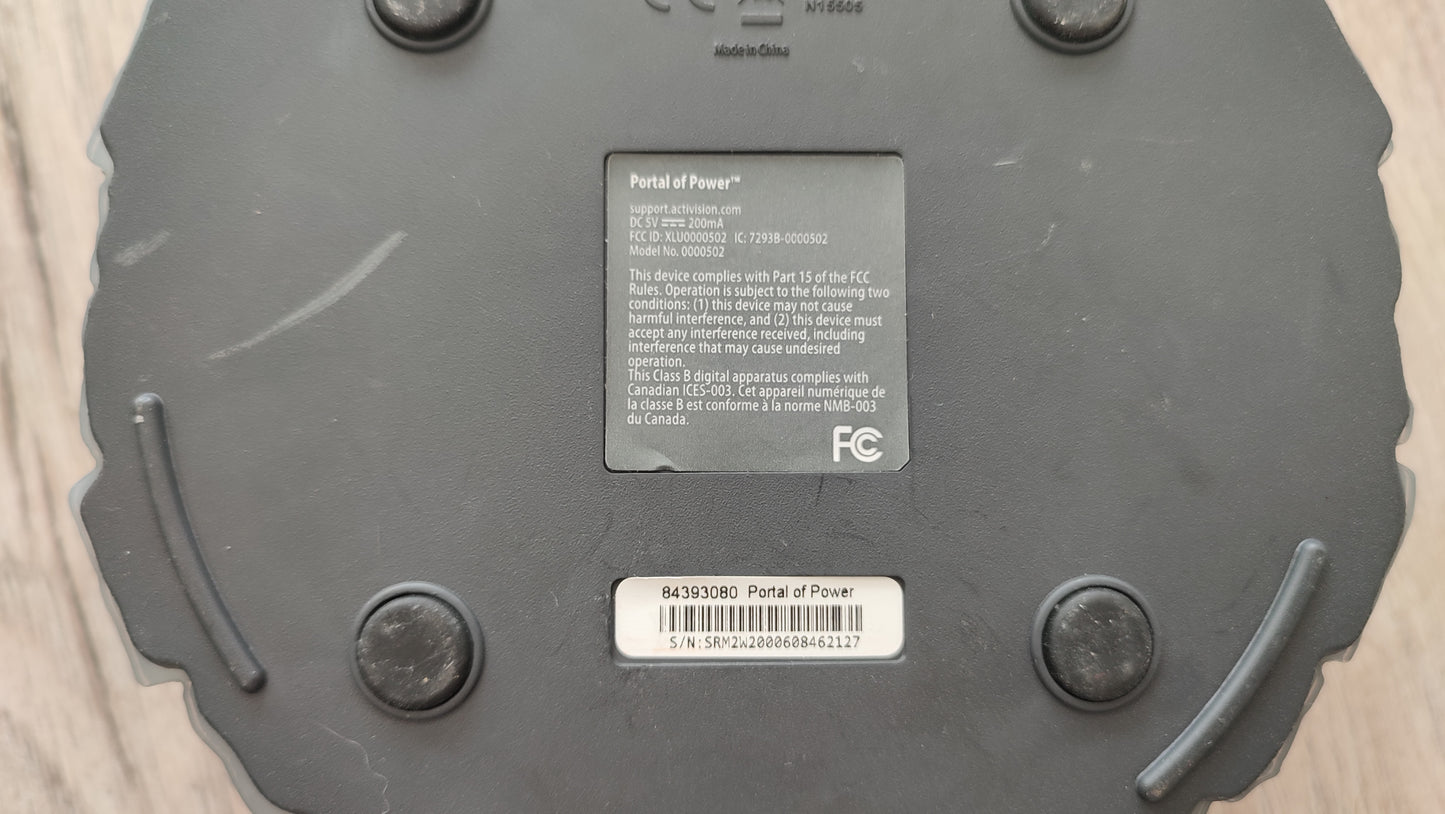 N15505
Made in China
Portal of Power™
support.activision.com
DC 5V 200mA
FCC ID: XLU0000502 IC: 7293B-0000502
Model No. 0000502
This device complies with Part 15 of the FCC
Rules. Operation is subject to the following two
conditions: (1) this device may not cause
harmful interference, and (2) this device must
accept any interference received, including
interference that may cause undesired
operation.
This Class B digital apparatus complies with
Canadian ICES-003. Cet appareil numérique de
la classe B est conforme à la norme NMB-003
du Canada.
FC
84393080 Portal of Power
S/N:SRM2W2000608462127